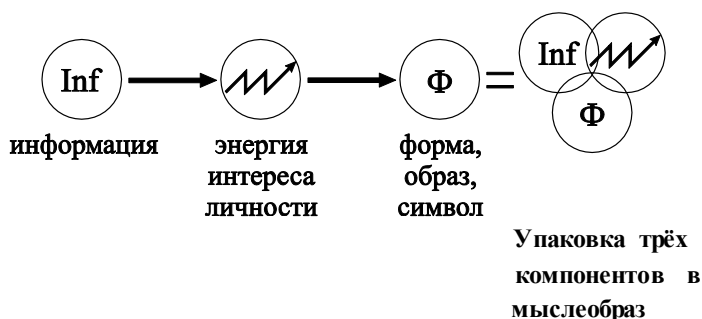 Inf
Ф
=
Inf
Ф
информация
энергия
интереса
личности
форма,
образ,
символ
Упаковка трёх
компонентов в
мыслеобраз